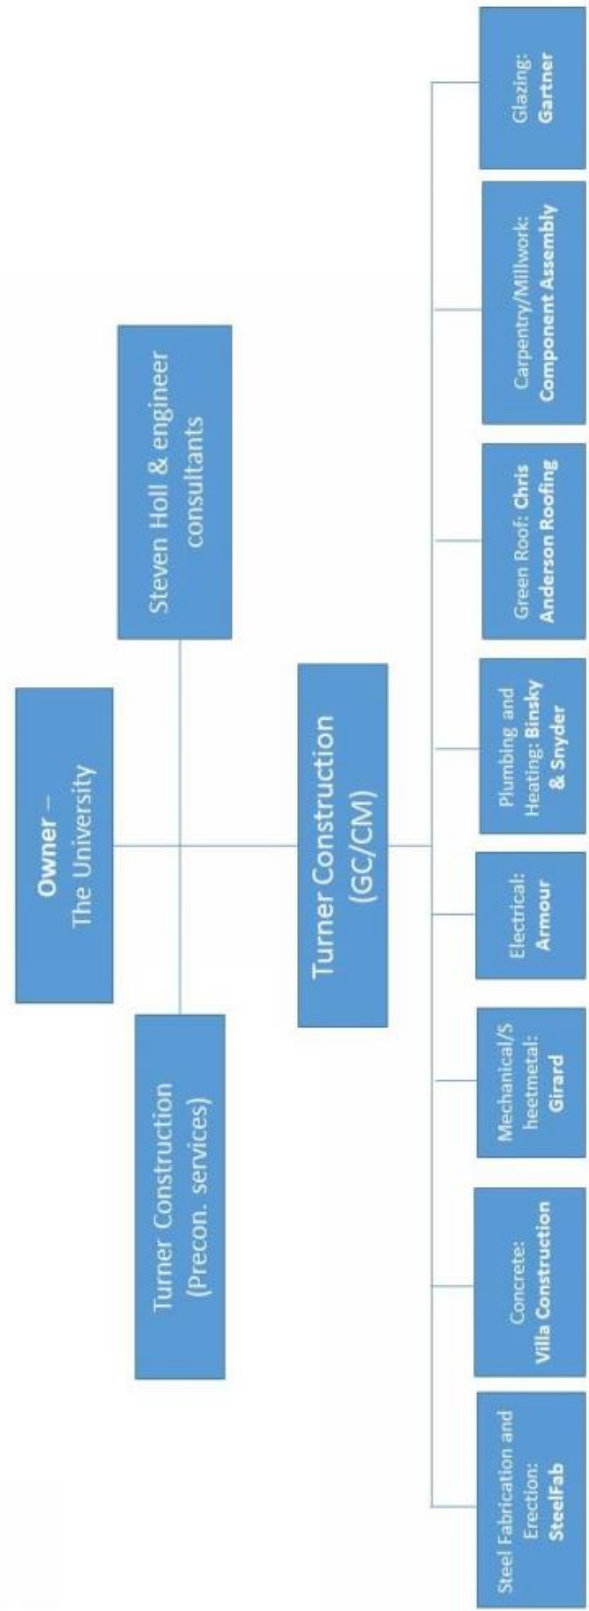 Owner –
The University
Turner Construction
(Precon. services)
Steven Holl & engineer
consultants
Turner Construction
(GC/CM)
Steel Fabrication and
Erection:
SteelFab
Concrete:
Villa Construction
Mechanical/S
heetmetal:
Girard
Electrical:
Armour
Plumbing and
Heating: Binsky
& Snyder
Green Roof: Chris
Anderson Roofing
Carpentry/Millwork:
Component Assembly
Glazing:
Gartner